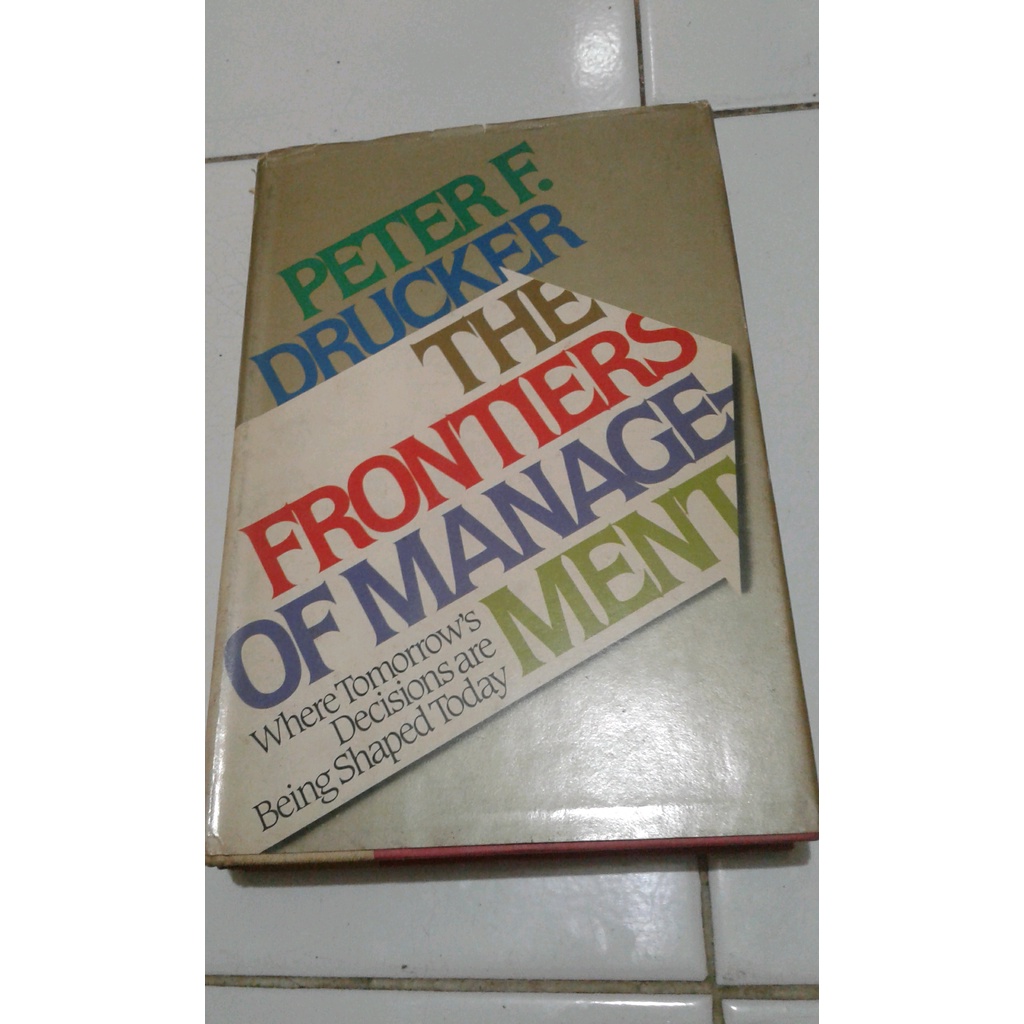 PETER F.
DRUCKER
THE
FRONTIERS
OF MANAGE-
MENT
Where Tomorrow's
Decisions are
Being Shaped Today